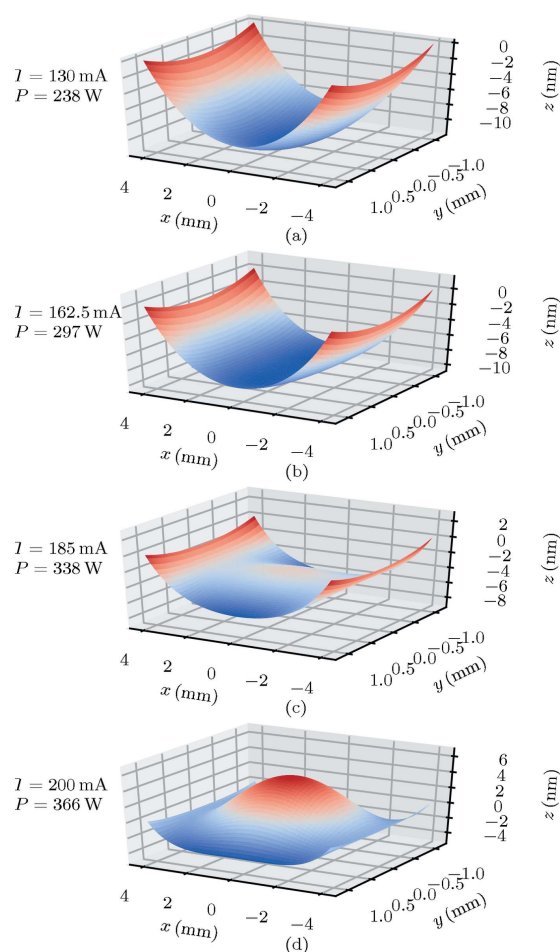 I = 130 mA
P = 238 W
0
−2
−4
−6
−8
−10
z (nm)
4
2
0
−2
−4
x (mm)
1.0
0.5
0.0
−0.5
−1.0
y (mm)
(a)
I = 162.5 mA
P = 297 W
0
−2
−4
−6
−8
−10
z (nm)
4
2
0
−2
−4
x (mm)
1.0
0.5
0.0
−0.5
−1.0
y (mm)
(b)
I = 185 mA
P = 338 W
2
0
−2
−4
−6
−8
z (nm)
4
2
0
−2
−4
x (mm)
1.0
0.5
0.0
−0.5
−1.0
y (mm)
(c)
I = 200 mA
P = 366 W
6
4
2
0
−2
−4
z (nm)
4
2
0
−2
−4
x (mm)
1.0
0.5
0.0
−0.5
−1.0
y (mm)
(d)